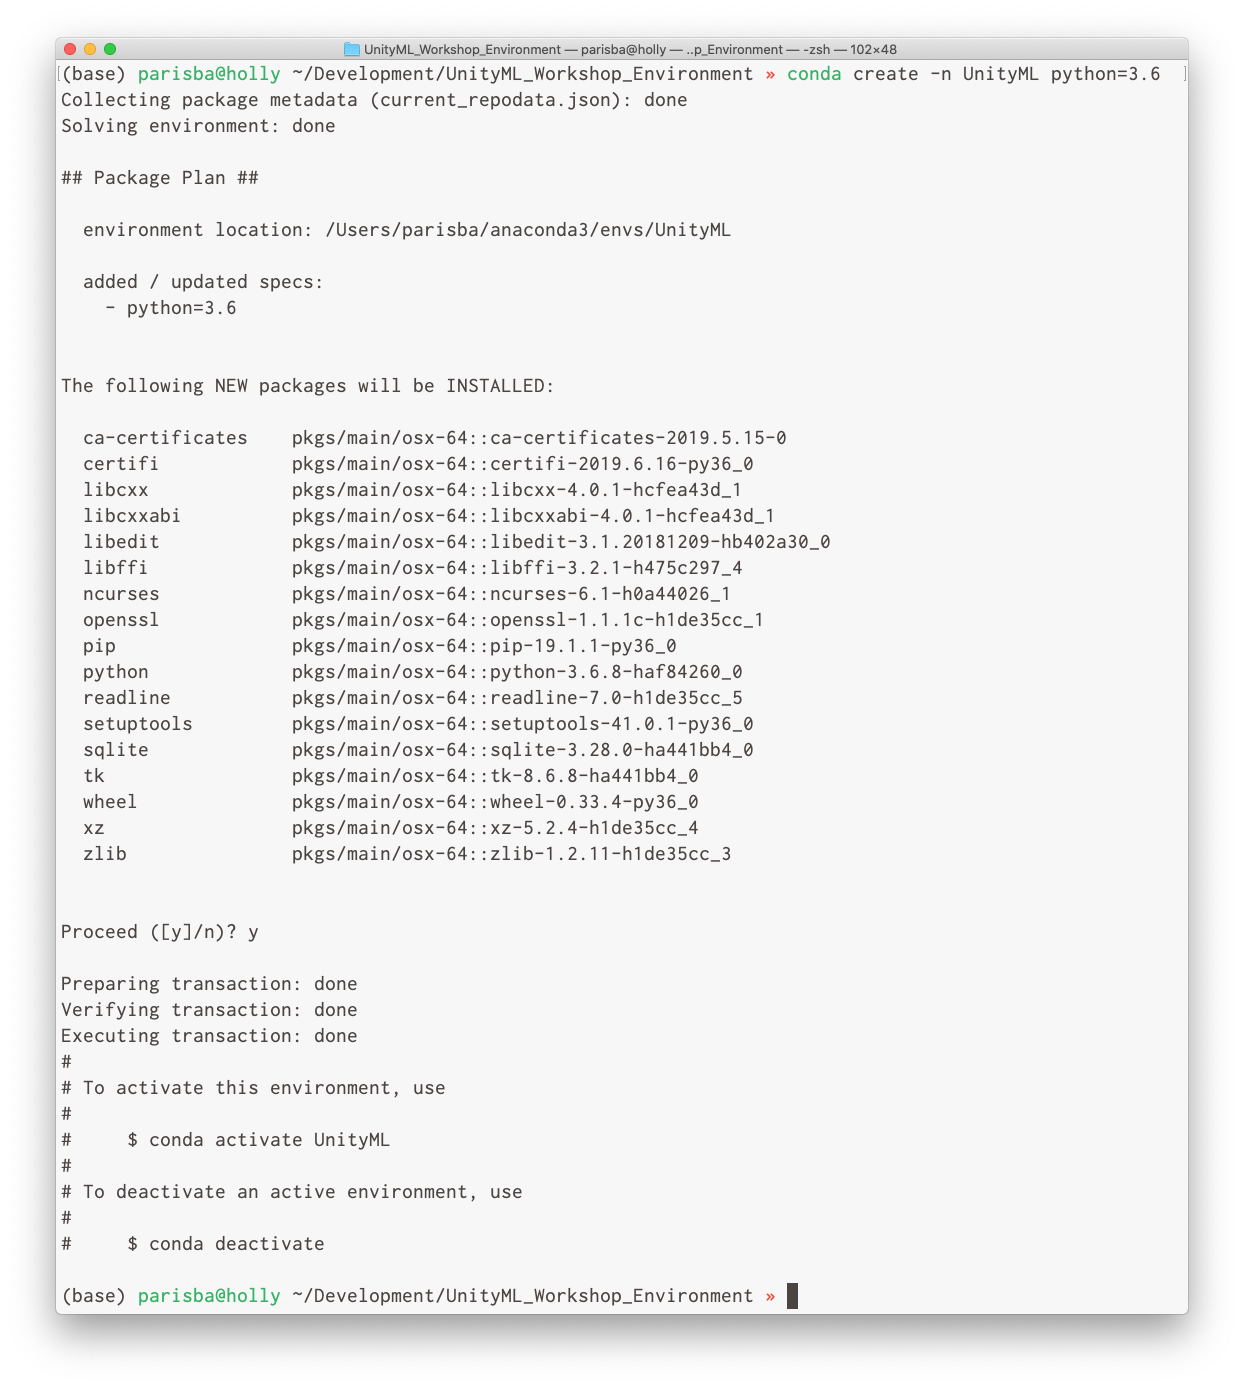 UnityML_Workshop_Environment — parisba@holly — ..p_Environment — -zsh — 102×48
(base) parisba@holly ~/Development/UnityML_Workshop_Environment » conda create -n UnityML python=3.6
Collecting package metadata (current_repodata.json): done
Solving environment: done
## Package Plan ##
environment location: /Users/parisba/anaconda3/envs/UnityML
added / updated specs:
- python=3.6
The following NEW packages will be INSTALLED:
ca-certificates pkgs/main/osx-64::ca-certificates-2019.5.15-0
certifi pkgs/main/osx-64::certifi-2019.6.16-py36_0
libcxx pkgs/main/osx-64::libcxx-4.0.1-hcfea43d_1
libcxxabi pkgs/main/osx-64::libcxxabi-4.0.1-hcfea43d_1
libedit pkgs/main/osx-64::libedit-3.1.20181209-hb402a30_0
libffi pkgs/main/osx-64::libffi-3.2.1-h475c297_4
ncurses pkgs/main/osx-64::ncurses-6.1-h0a44026_1
openssl pkgs/main/osx-64::openssl-1.1.1c-h1de35cc_1
pip pkgs/main/osx-64::pip-19.1.1-py36_0
python pkgs/main/osx-64::python-3.6.8-haf84260_0
readline pkgs/main/osx-64::readline-7.0-h1de35cc_5
setuptools pkgs/main/osx-64::setuptools-41.0.1-py36_0
sqlite pkgs/main/osx-64::sqlite-3.28.0-ha441bb4_0
tk pkgs/main/osx-64::tk-8.6.8-ha441bb4_0
wheel pkgs/main/osx-64::wheel-0.33.4-py36_0
xz pkgs/main/osx-64::xz-5.2.4-h1de35cc_4
zlib pkgs/main/osx-64::zlib-1.2.11-h1de35cc_3
Proceed ([y]/n)? y
Preparing transaction: done
Verifying transaction: done
Executing transaction: done
#
# To activate this environment, use
#
# $ conda activate UnityML
#
# To deactivate an active environment, use
#
# $ conda deactivate
(base) parisba@holly ~/Development/UnityML_Workshop_Environment »